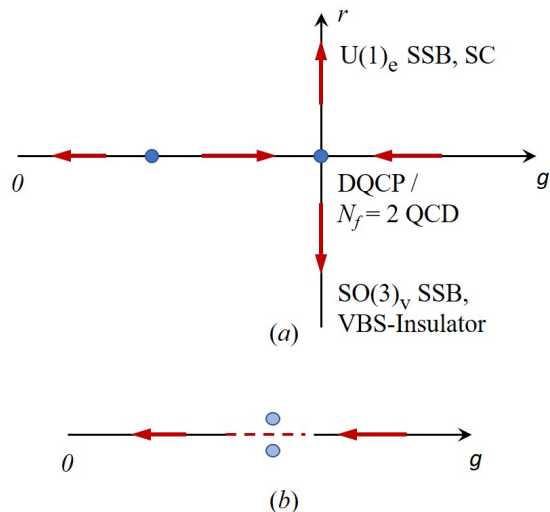 r
U(1)e SSB, SC
0
g
DQCP /
Nf = 2 QCD
SO(3)v SSB,
VBS-Insulator
(a)
0
g
(b)